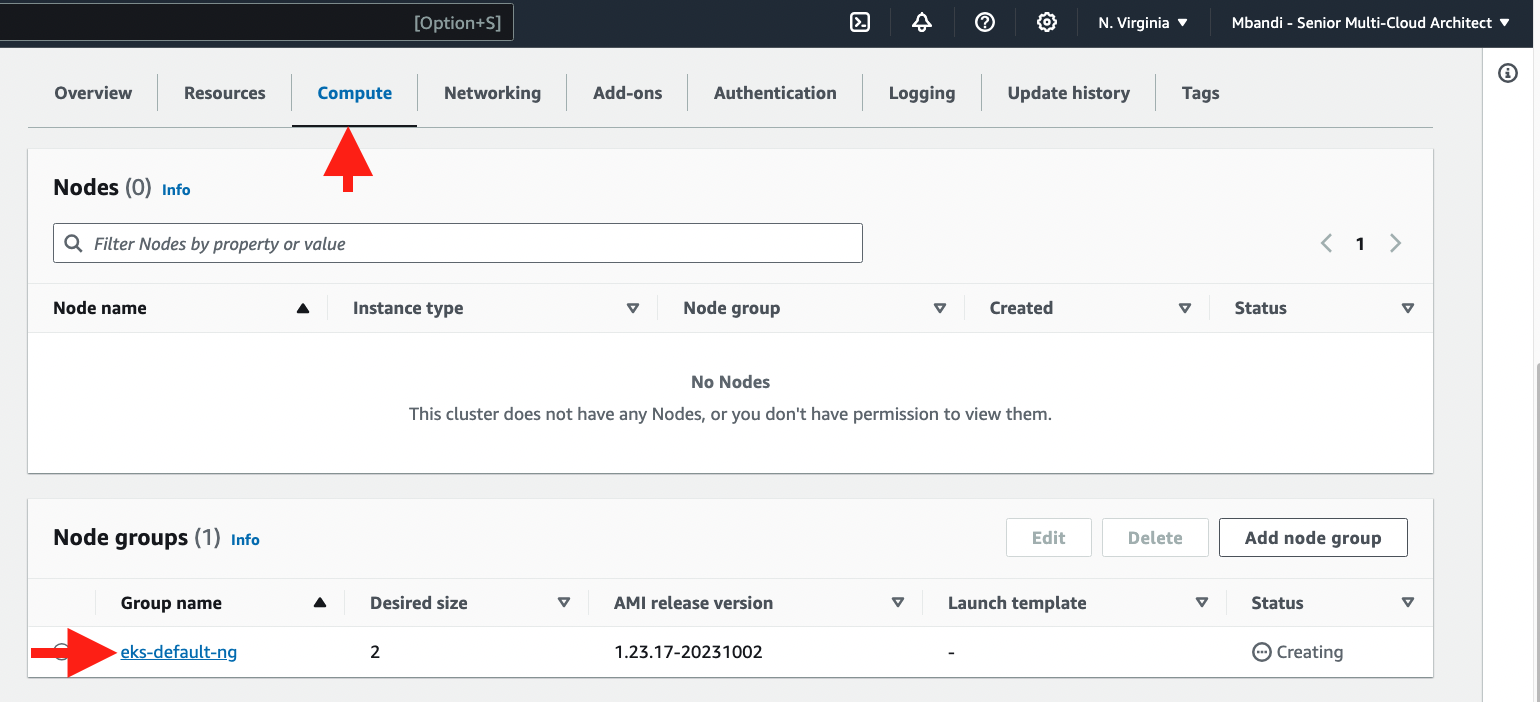 [Option+S] N. Virginia Mbandi - Senior Multi-Cloud Architect
Overview Resources Compute Networking Add-ons Authentication Logging Update history Tags
Nodes (0) Info
Filter Nodes by property or value 1
Node name Instance type Node group Created Status
No Nodes
This cluster does not have any Nodes, or you don't have permission to view them.
Node groups (1) Info Edit Delete Add node group
Group name Desired size AMI release version Launch template Status
eks-default-ng 2 1.23.17-20231002 - Creating